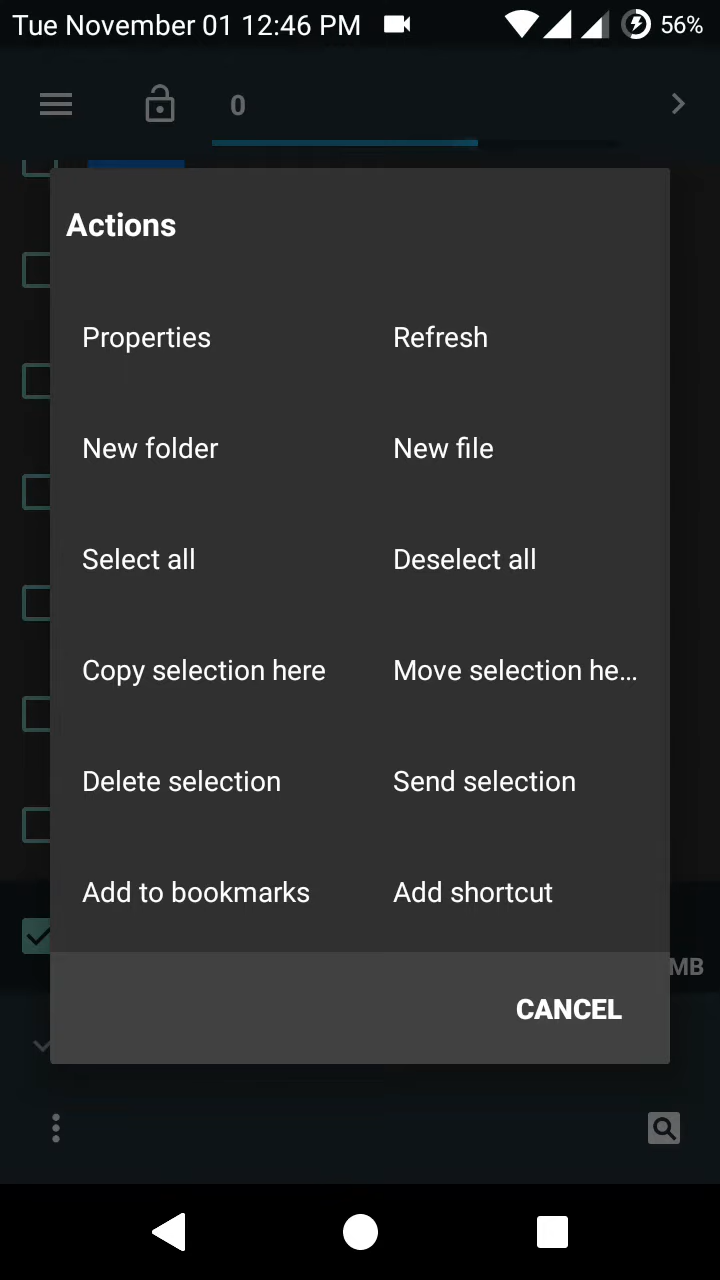 Tue November 01 12:46 PM 56%
0
Actions
Properties Refresh
New folder New file
Select all Deselect all
Copy selection here Move selection he...
Delete selection Send selection
Add to bookmarks Add shortcut
MB
CANCEL